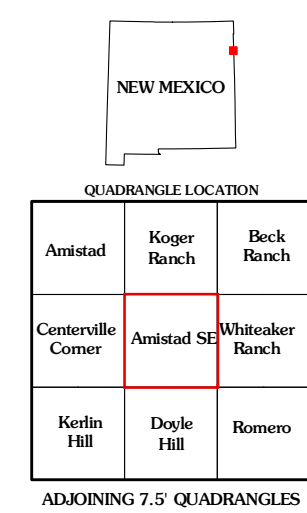 NEW MEXICO
QUADRANGLE LOCATION
Amistad
Koger
Ranch
Beck
Ranch
Centerville
Corner
Amistad SE
Whiteaker
Ranch
Kerlin
Hill
Doyle
Hill
Romero
ADJOINING 7.5' QUADRANGLES